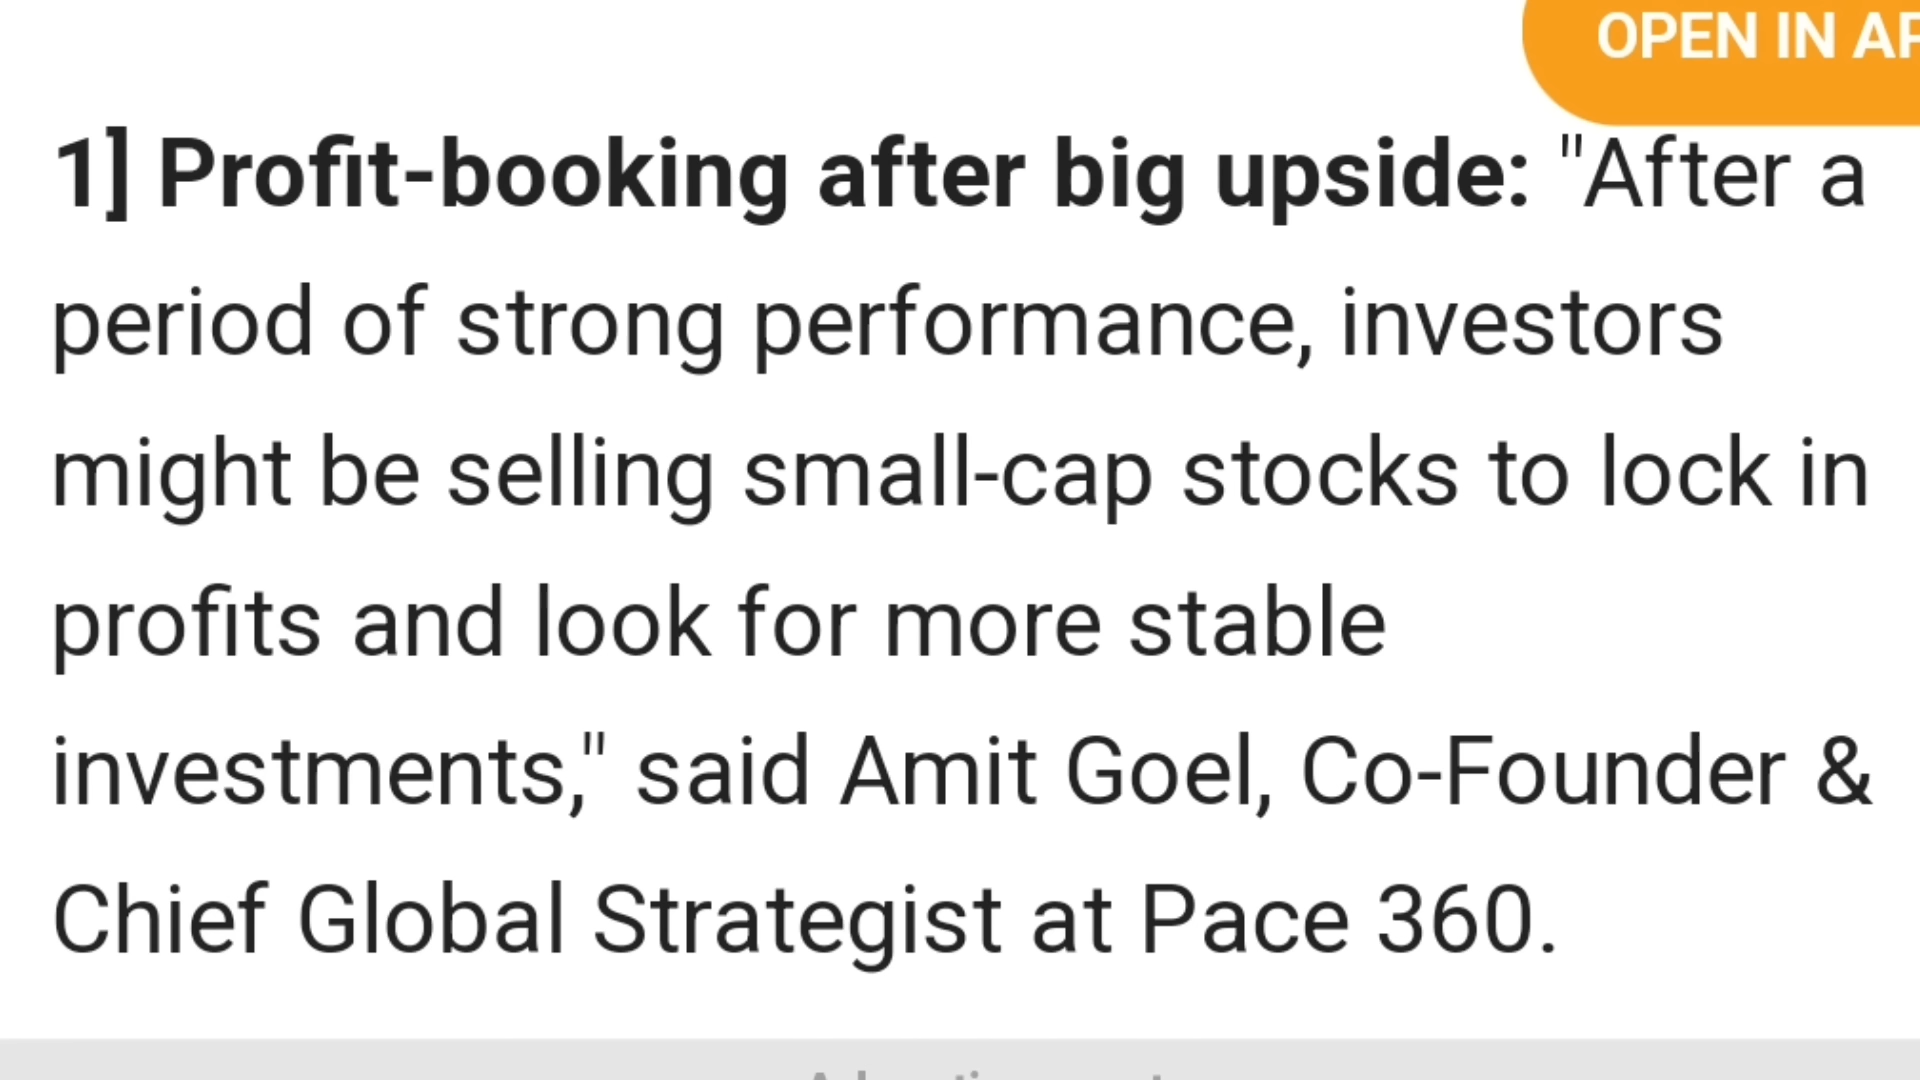 OPEN IN AP
1] Profit-booking after big upside: "After a
period of strong performance, investors
might be selling small-cap stocks to lock in
profits and look for more stable
investments," said Amit Goel, Co-Founder &
Chief Global Strategist at Pace 360.